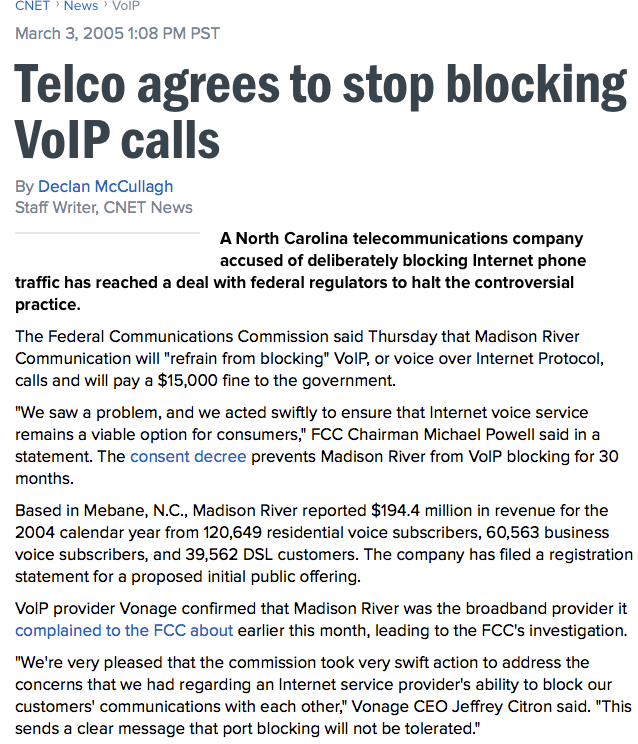 CNET › News › VoIP
March 3, 2005 1:08 PM PST
Telco agrees to stop blocking
VoIP calls
By Declan McCullagh
Staff Writer, CNET News
A North Carolina telecommunications company
accused of deliberately blocking Internet phone
traffic has reached a deal with federal regulators to halt the controversial
practice.
The Federal Communications Commission said Thursday that Madison River
Communication will "refrain from blocking" VoIP, or voice over Internet Protocol,
calls and will pay a $15,000 fine to the government.
"We saw a problem, and we acted swiftly to ensure that Internet voice service
remains a viable option for consumers," FCC Chairman Michael Powell said in a
statement. The consent decree prevents Madison River from VoIP blocking for 30
months.
Based in Mebane, N.C., Madison River reported $194.4 million in revenue for the
2004 calendar year from 120,649 residential voice subscribers, 60,563 business
voice subscribers, and 39,562 DSL customers. The company has filed a registration
statement for a proposed initial public offering.
VoIP provider Vonage confirmed that Madison River was the broadband provider it
complained to the FCC about earlier this month, leading to the FCC's investigation.
"We're very pleased that the commission took very swift action to address the
concerns that we had regarding an Internet service provider's ability to block our
customers' communications with each other," Vonage CEO Jeffrey Citron said. "This
sends a clear message that port blocking will not be tolerated."